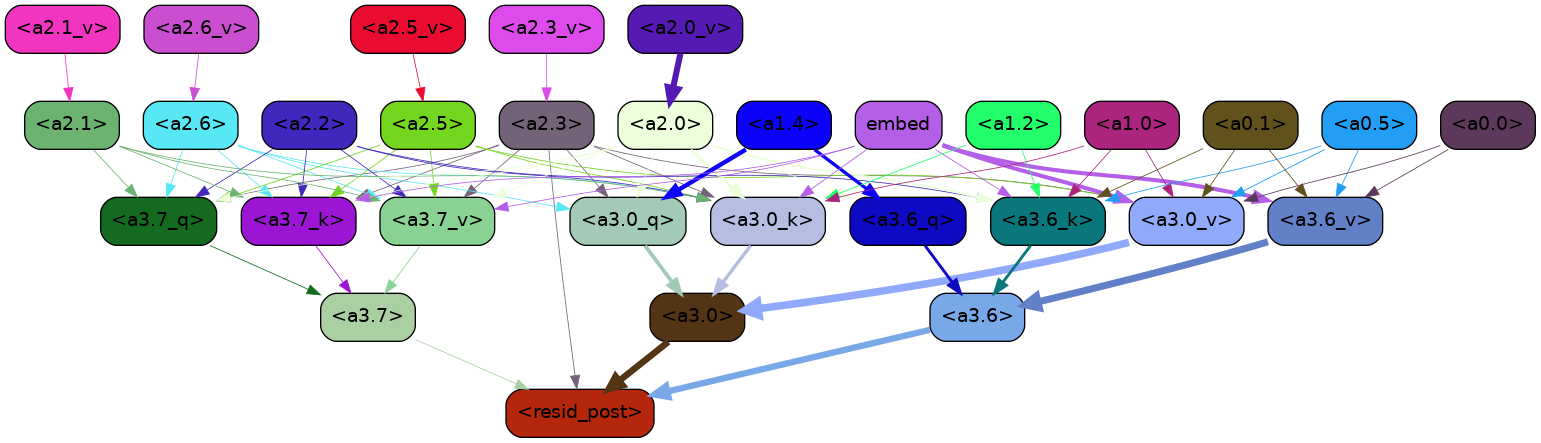 <a2.1_v> <a2.6_v> <a2.5_v> <a2.3_v> <a2.0_v>
<a2.1> <a2.6> <a2.2> <a2.5> <a2.3> <a2.0> <a1.4> embed <a1.2> <a1.0> <a0.1> <a0.5> <a0.0>
<a3.7_q> <a3.7_k> <a3.7_v> <a3.0_q> <a3.0_k> <a3.6_q> <a3.6_k> <a3.0_v> <a3.6_v>
<a3.7> <a3.0> <a3.6>
<resid_post>